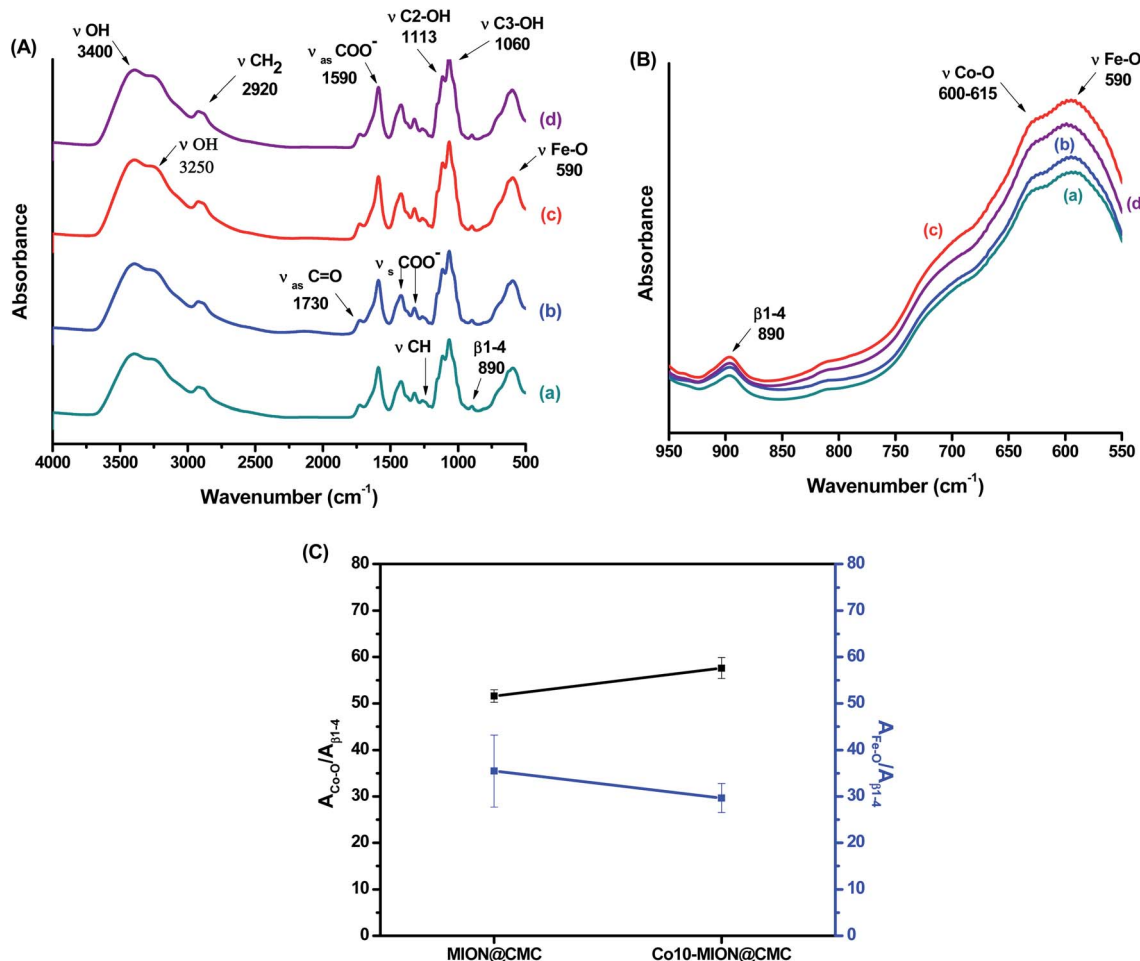 (A)
ν OH
3400
ν CH2
2920
ν as COO-
1590
ν C2-OH
1113
ν C3-OH
1060
(d)
ν OH
3250
ν Fe-O
590
(c)
ν as C=O
1730
ν s COO-
(b)
ν CH
β1-4
890
(a)
Absorbance
4000 3500 3000 2500 2000 1500 1000 500
Wavenumber (cm-1)
(B)
ν Co-O
600-615
ν Fe-O
590
(b)
(a)
(d
(c)
β1-4
890
Absorbance
950 900 850 800 750 700 650 600 550
Wavenumber (cm-1)
(C)
80
70
60
50
40
30
20
10
0
ACo-O/Aβ1-4
80
70
60
50
40
30
20
10
0
AFe-O/Aβ1-4
MION@CMC Co10-MION@CMC